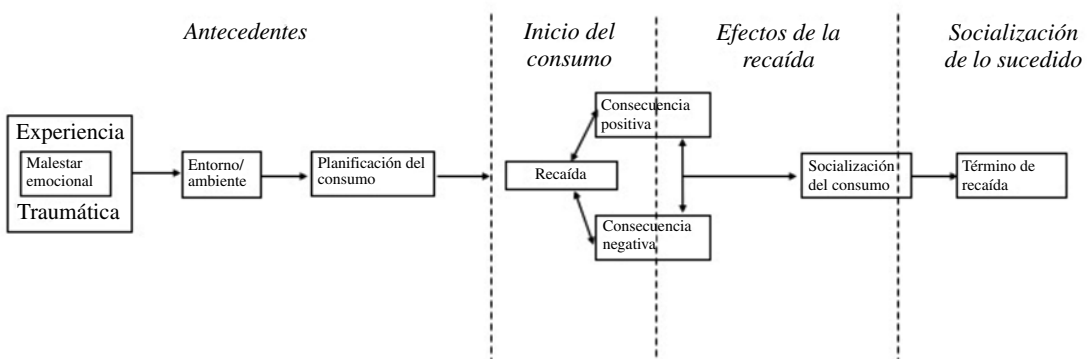 Antecedentes
Inicio del
consumo
Efectos de la
recaída
Socialización
de lo sucedido
Experiencia
Malestar
emocional
Traumática
Entorno/
ambiente
Planificación del
consumo
Recaída
Consecuencia
positiva
Consecuencia
negativa
Socialización
del consumo
Término de
recaída